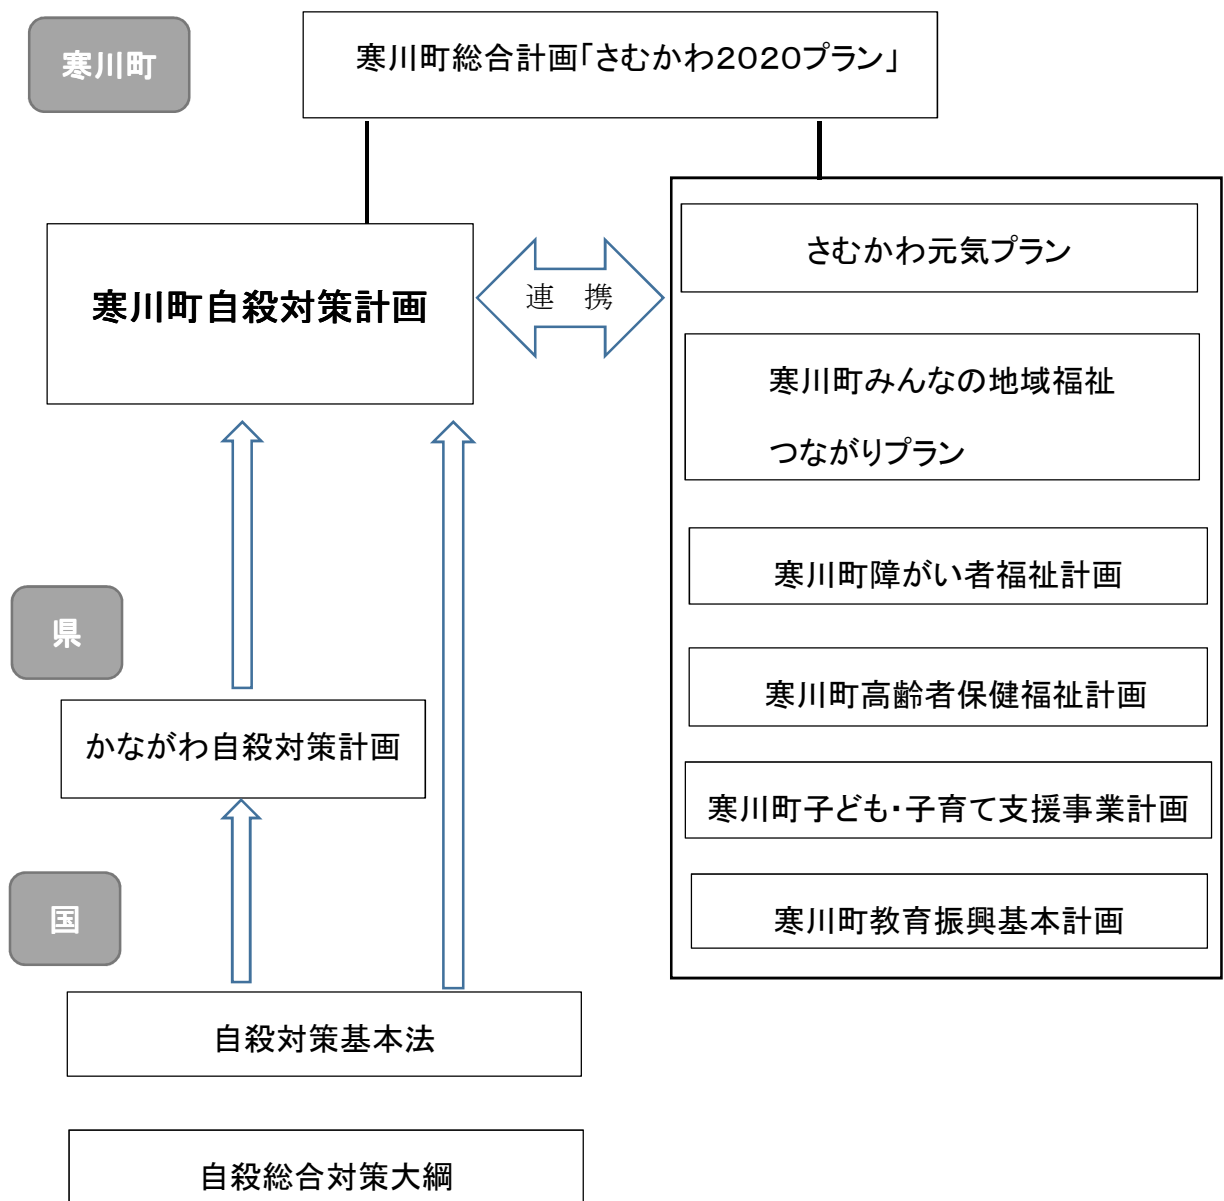 寒川町
寒川町総合計画「さむかわ2020プラン」
寒川町自殺対策計画
連　携
さむかわ元気プラン
寒川町みんなの地域福祉
つながりプラン
寒川町障がい者福祉計画
寒川町高齢者保健福祉計画
寒川町子ども・子育て支援事業計画
寒川町教育振興基本計画
県
かながわ自殺対策計画
国
自殺対策基本法
自殺総合対策大綱